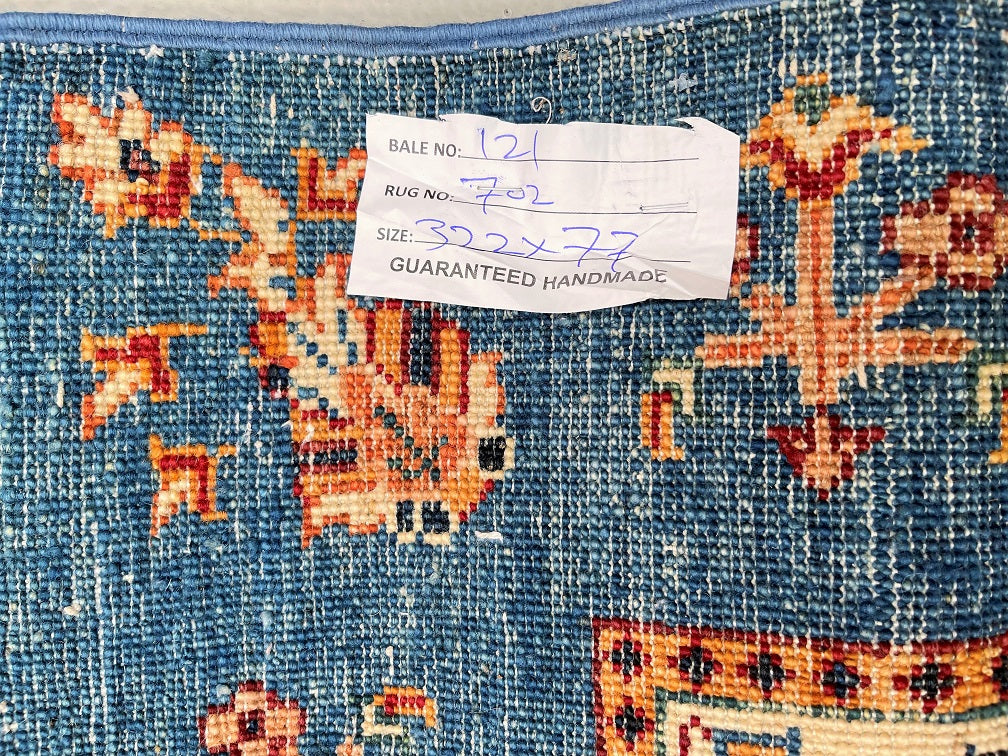 BALE NO: 121
RUG NO: 702
SIZE: 322x77
GUARANTEED HANDMADE